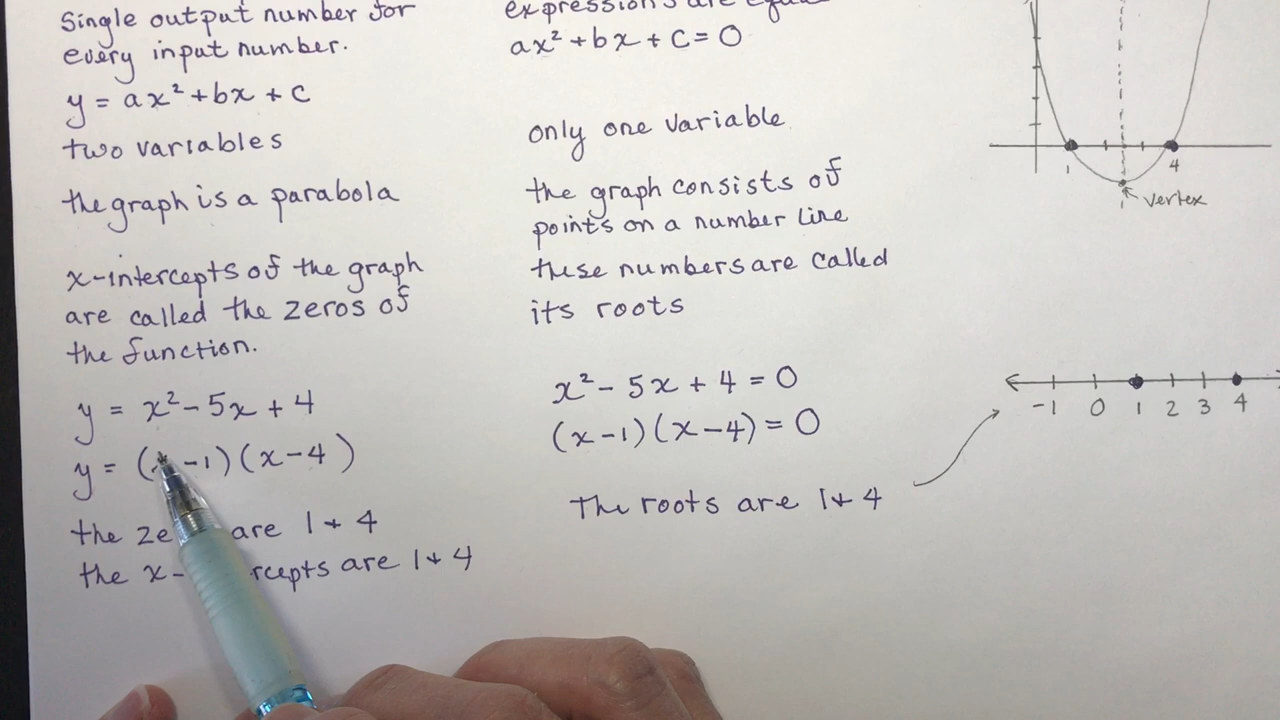 Single output number for
every input number.
y = ax² + bx + c
two variables
the graph is a parabola
x-intercepts of the graph
are called the zeros of
the function.
y = x² - 5x + 4
y = ( -1) (x-4)
the are 1 + 4
the x- are 1 + 4
ax² + bx + c = 0
only one variable
the graph consists of
points on a number line
these numbers are called
its roots
x² - 5x + 4 = 0
(x-1) (x-4) = 0
The roots are 1 + 4
1 4
vertex
-1 0 1 2 3 4